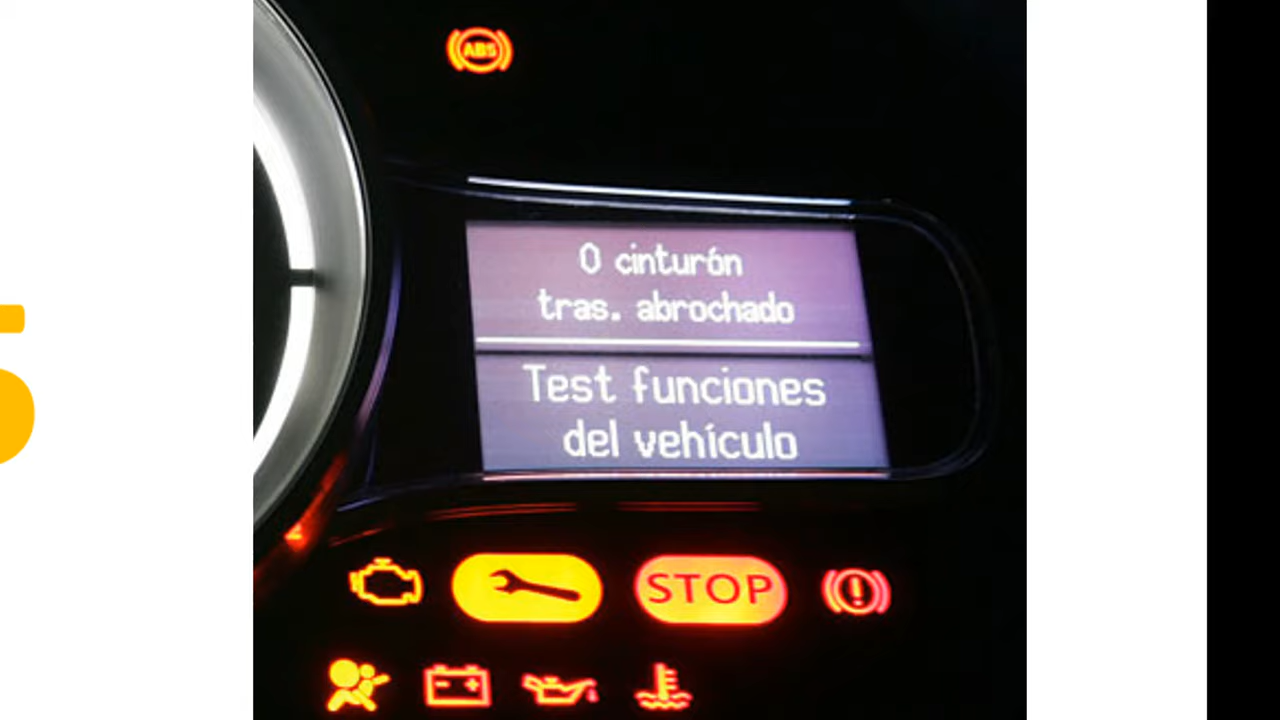 ABS
0 cinturón
tras. abrochado
Test funciones
del vehículo
STOP